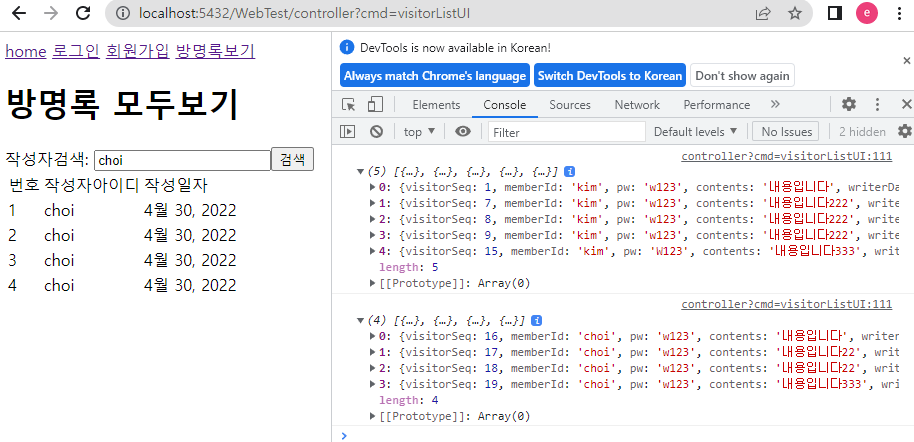 localhost:5432/WebTest/controller?cmd=visitorListUI
e
home 로그인 회원가입 방명록보기
방명록 모두보기
작성자검색: choi 검색
번호 작성자아이디 작성일자
1 choi 4월 30, 2022
2 choi 4월 30, 2022
3 choi 4월 30, 2022
4 choi 4월 30, 2022
DevTools is now available in Korean!
Always match Chrome's language Switch DevTools to Korean Don't show again
Elements Console Sources Network Performance
top Filter Default levels No Issues 2 hidden
controller?cmd=visitorListUI:111
(5) [{…}, {…}, {…}, {…}, {…}]
0: {visitorSeq: 1, memberId: 'kim', pw: 'w123', contents: '내용입니다', writerDa
1: {visitorSeq: 7, memberId: 'kim', pw: 'w123', contents: '내용입니다222', write
2: {visitorSeq: 8, memberId: 'kim', pw: 'w123', contents: '내용입니다222', write
3: {visitorSeq: 9, memberId: 'kim', pw: 'w123', contents: '내용입니다222', write
4: {visitorSeq: 15, memberId: 'kim', pw: 'W123', contents: '내용입니다333', writ
length: 5
[[Prototype]]: Array(0)
controller?cmd=visitorListUI:111
(4) [{…}, {…}, {…}, {…}]
0: {visitorSeq: 16, memberId: 'choi', pw: 'w123', contents: '내용입니다', writer
1: {visitorSeq: 17, memberId: 'choi', pw: 'w123', contents: '내용입니다22', writ
2: {visitorSeq: 18, memberId: 'choi', pw: 'w123', contents: '내용입니다22', writ
3: {visitorSeq: 19, memberId: 'choi', pw: 'w123', contents: '내용입니다333', wri
length: 4
[[Prototype]]: Array(0)